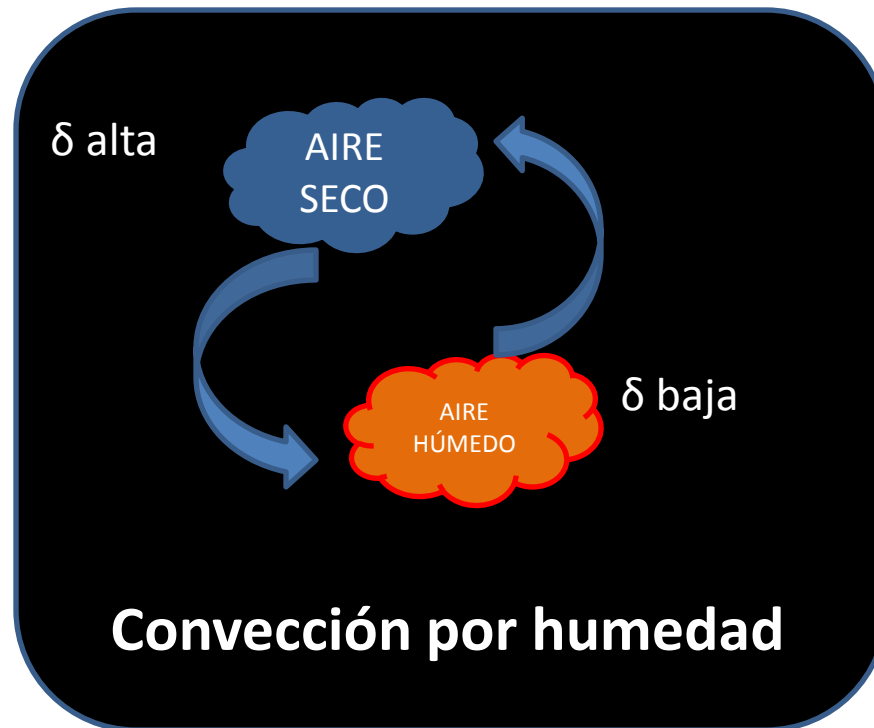 δ alta
AIRE
SECO
AIRE
HÚMEDO
δ baja
Convección por humedad